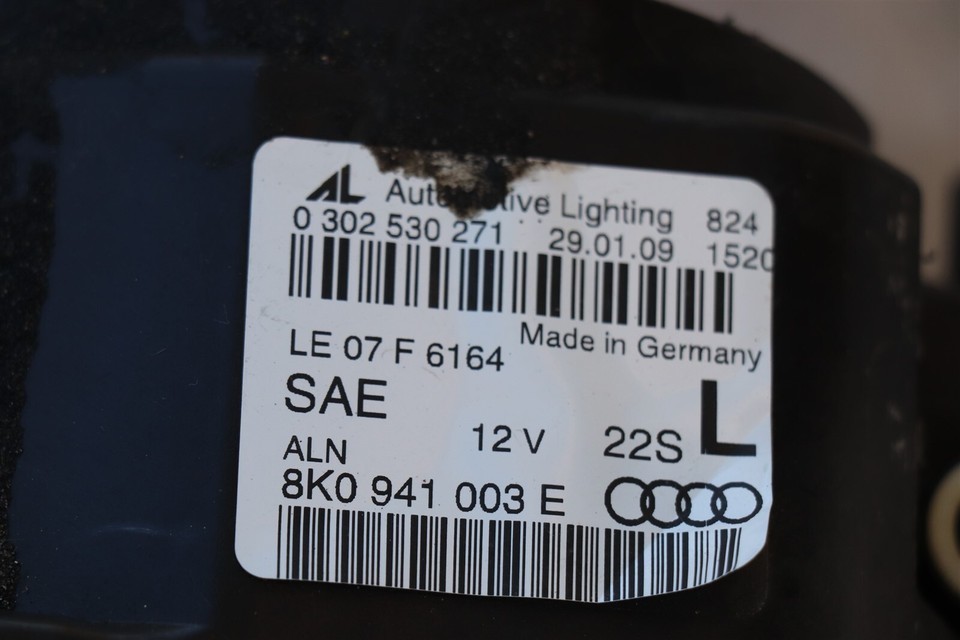 AL Automotive Lighting 824
0 302 530 271 29.01.09 1520
Made in Germany
LE 07 F 6164
SAE L
12 V 22S
ALN
8K0 941 003 E